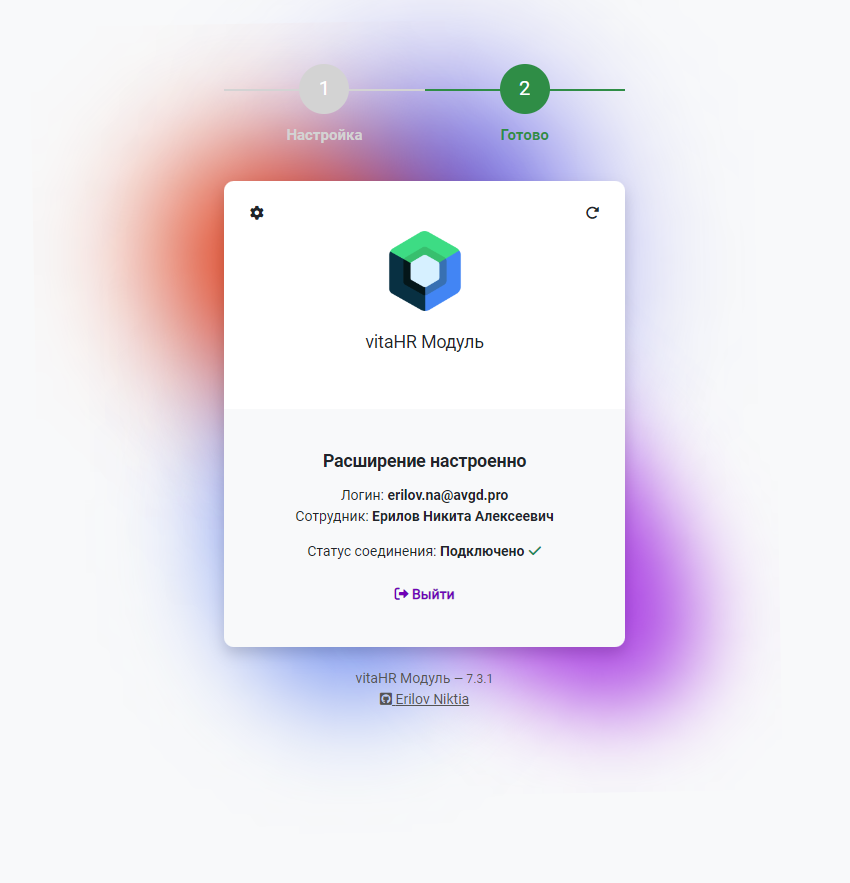 1
2
Настройка
Готово
vitaHR Модуль
Расширение настроенно
Логин: erilov.na@avgd.pro
Сотрудник: Ерилов Никита Алексеевич
Статус соединения: Подключено
Выйти
vitaHR Модуль – 7.3.1
Erilov Niktia